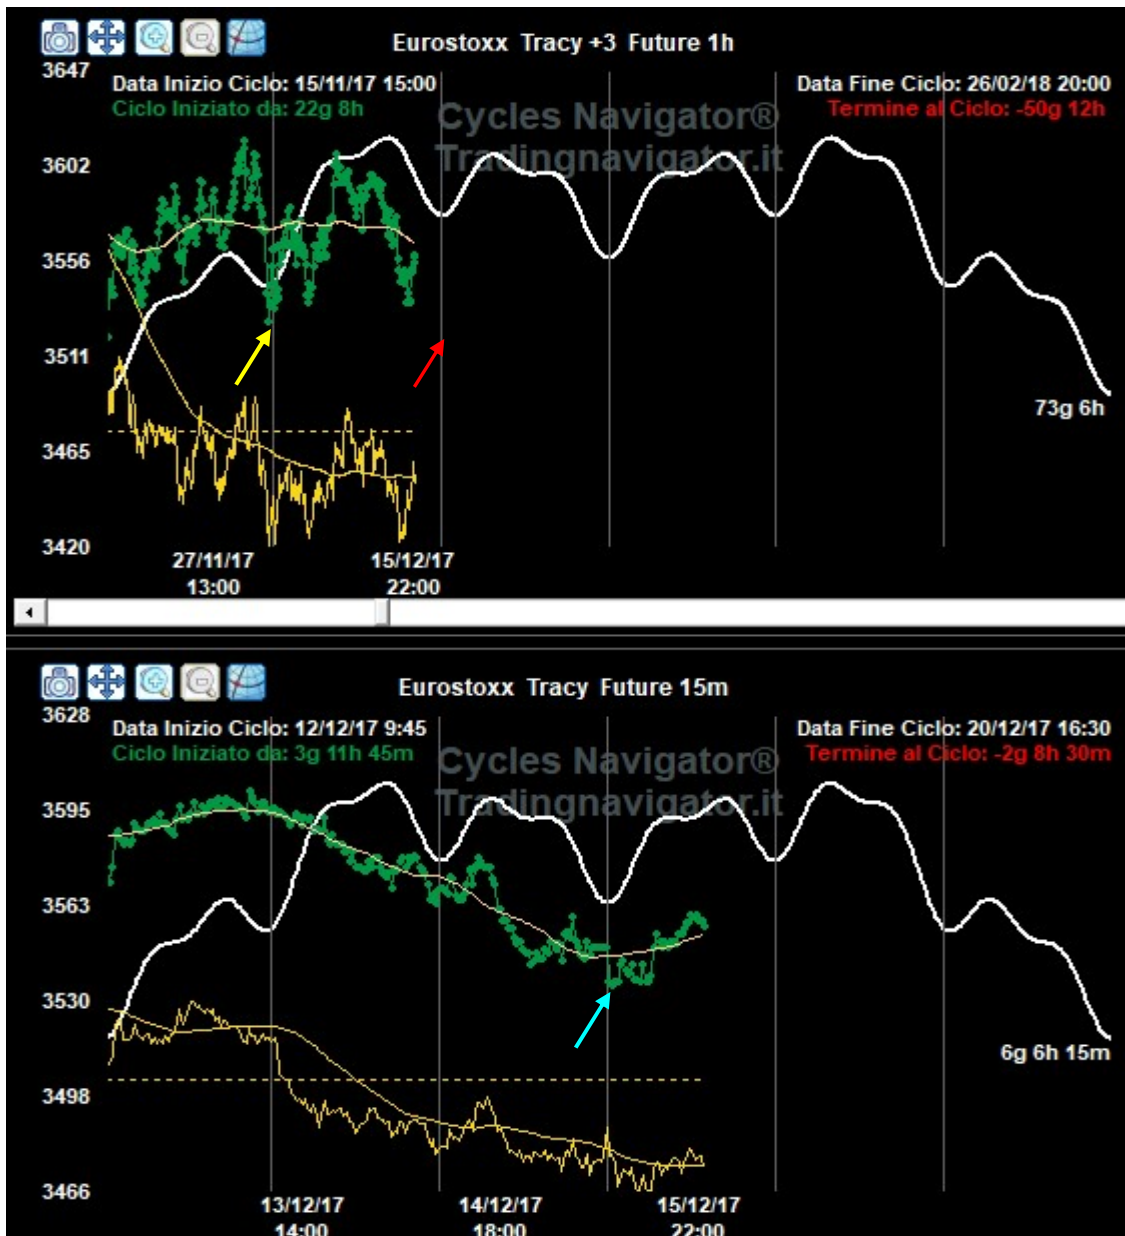 Eurostoxx Tracy +3 Future 1h
3647
Data Inizio Ciclo: 15/11/17 15:00
Data Fine Ciclo: 26/02/18 20:00
Ciclo Iniziato da: 22g 8h
Termine al Ciclo: -50g 12h
Cycles Navigator®
Tradingnavigator.it
3602
3556
3511
73g 6h
3465
3420
27/11/17
13:00
15/12/17
22:00
Eurostoxx Tracy Future 15m
3628
Data Inizio Ciclo: 12/12/17 9:45
Data Fine Ciclo: 20/12/17 16:30
Ciclo Iniziato da: 3g 11h 45m
Termine al Ciclo: -2g 8h 30m
Cycles Navigator®
Tradingnavigator.it
3595
3563
3530
6g 6h 15m
3498
3466
13/12/17
14:00
14/12/17
18:00
15/12/17
22:00